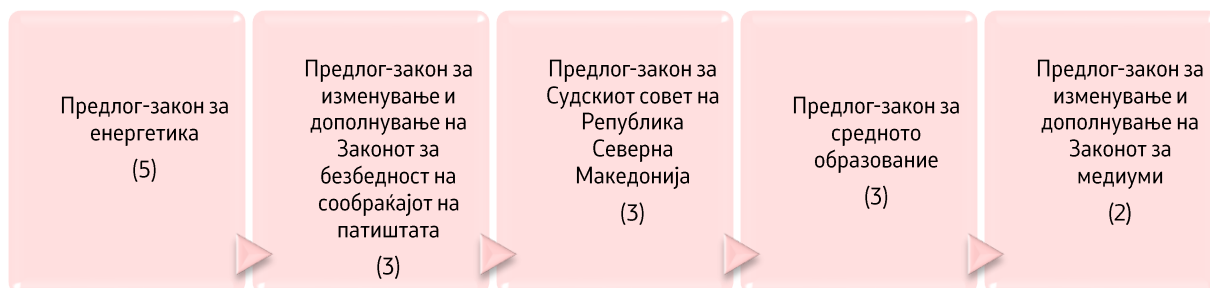 Предлог-закон за
енергетика
(5)
Предлог-закон за
изменување и
дополнување на
Законот за
безбедност на
сообраќајот на
патиштата
(3)
Предлог-закон за
Судскиот совет на
Република
Северна
Македонија
(3)
Предлог-закон за
средното
образование
(3)
Предлог-закон за
изменување и
дополнување на
Законот за
медиуми
(2)